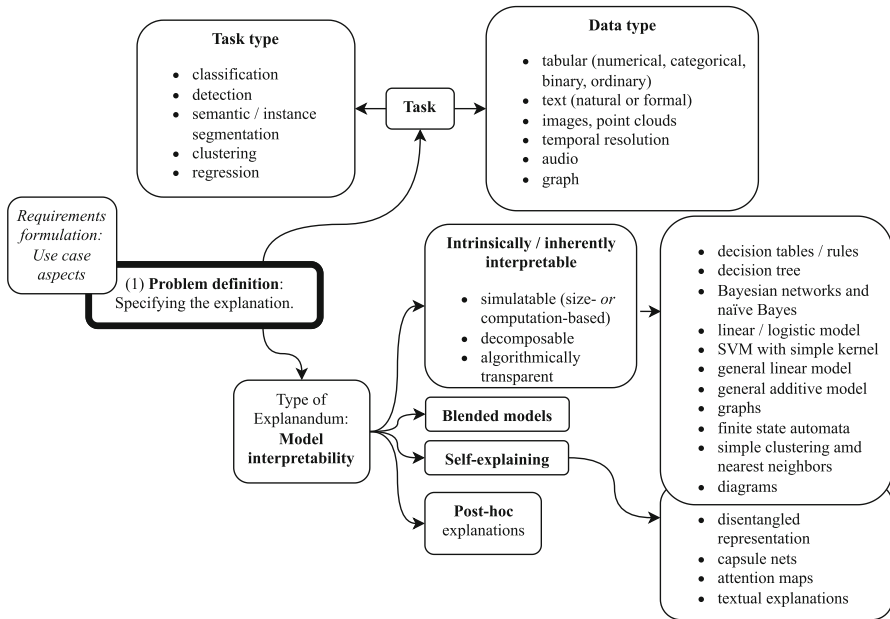 Task type
• classification
• detection
• semantic / instance
segmentation
• clustering
• regression
Task
Data type
• tabular (numerical, categorical,
binary, ordinary)
• text (natural or formal)
• images, point clouds
• temporal resolution
• audio
• graph
Requirements
formulation:
Use case
aspects
(1) Problem definition:
Specifying the explanation.
Type of
Explanandum:
Model
interpretability
Intrinsically / inherently
interpretable
• simulatable (size- or
computation-based)
• decomposable
• algorithmically
transparent
Blended models
Self-explaining
Post-hoc
explanations
• decision tables / rules
• decision tree
• Bayesian networks and
naïve Bayes
• linear / logistic model
• SVM with simple kernel
• general linear model
• general additive model
• graphs
• finite state automata
• simple clustering amd
nearest neighbors
• diagrams
• disentangled
representation
• capsule nets
• attention maps
• textual explanations